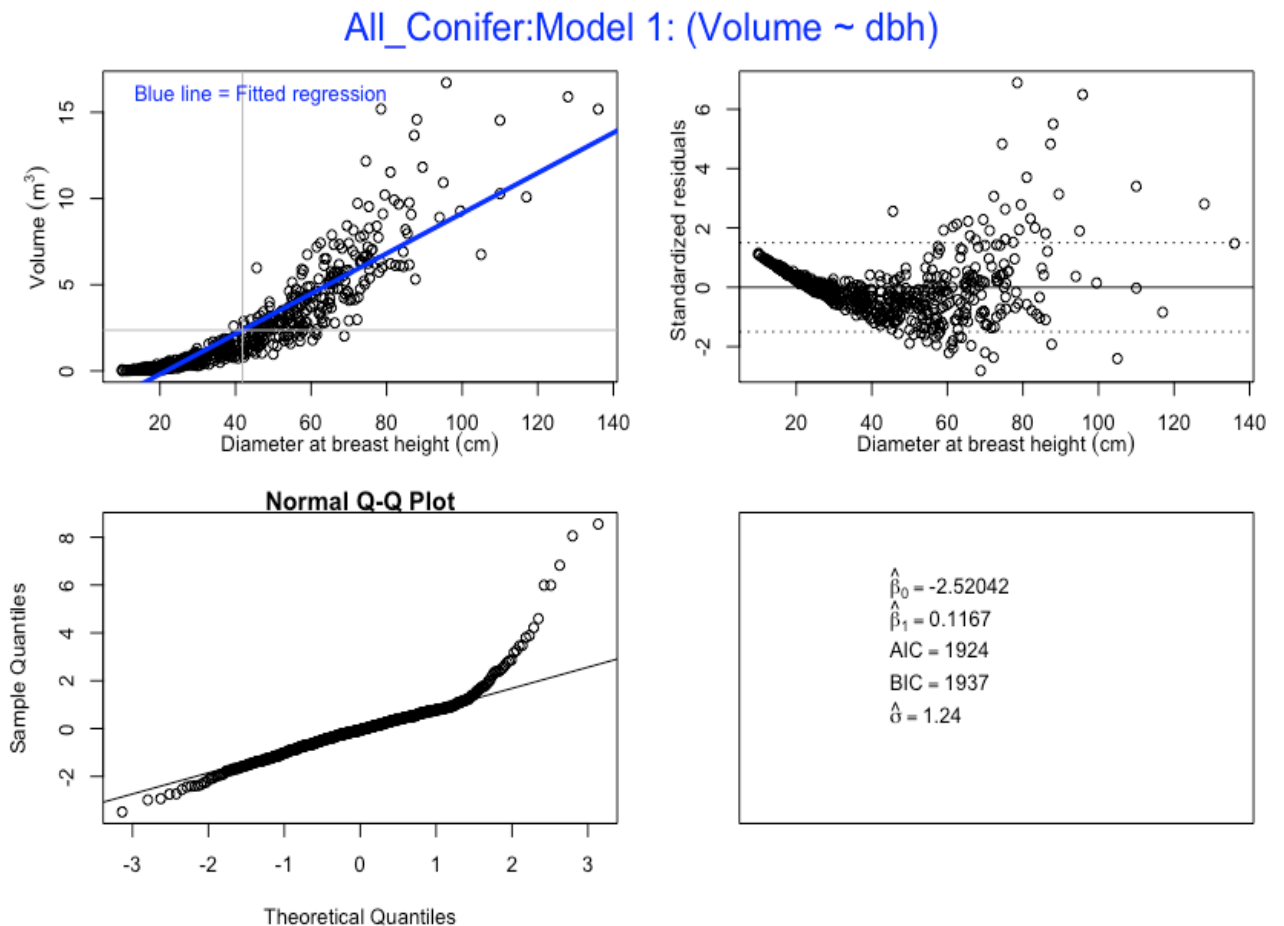 All_Conifer:Model 1: (Volume ~ dbh)
Blue line = Fitted regression
Volume (m³)
15
10
5
0
20 40 60 80 100 120 140
Diameter at breast height (cm)
Standardized residuals
6
4
2
0
-2
20 40 60 80 100 120 140
Diameter at breast height (cm)
Normal Q-Q Plot
Sample Quantiles
8
6
4
2
0
-2
-3 -2 -1 0 1 2 3
Theoretical Quantiles
β̂₀ = -2.52042
β̂₁ = 0.1167
AIC = 1924
BIC = 1937
σ̂ = 1.24